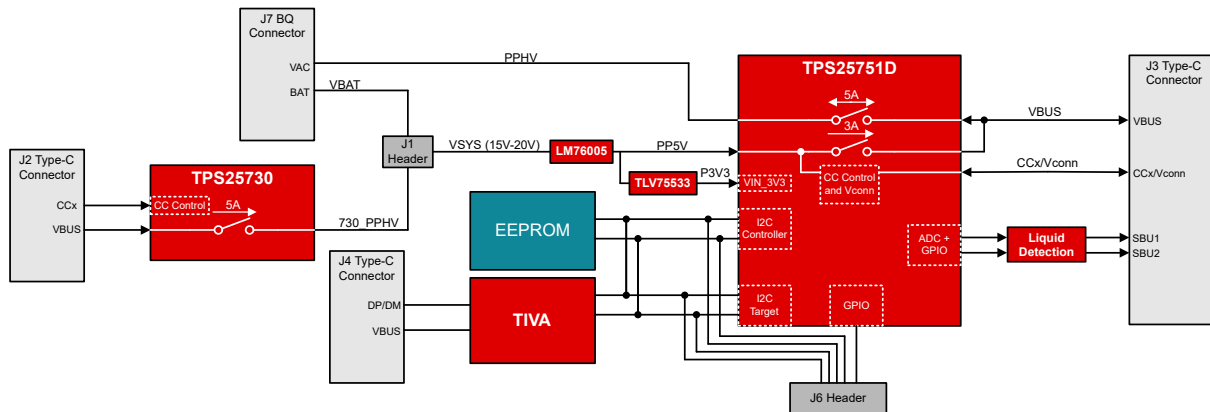 J7 BQ
Connector
VAC
BAT
PPHV
VBAT
J1
Header
VSYS (15V-20V)
LM76005
PP5V
TLV75533
P3V3
J2 Type-C
Connector
CCx
VBUS
TPS25730
CC Control
5A
730_PPHV
EEPROM
J4 Type-C
Connector
DP/DM
VBUS
TIVA
TPS25751D
5A
3A
VIN_3V3
CC Control
and Vconn
I2C
Controller
ADC +
GPIO
I2C
Target
GPIO
J6 Header
VBUS
CCx/Vconn
Liquid
Detection
J3 Type-C
Connector
VBUS
CCx/Vconn
SBU1
SBU2